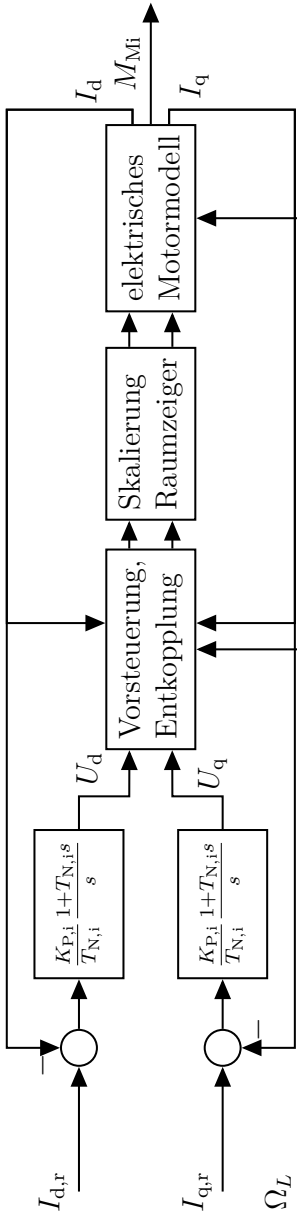 I_d,r
I_q,r
Ω_L
−
−
K_P,i/T_N,i (1+T_N,i s)/s
K_P,i/T_N,i (1+T_N,i s)/s
U_d
U_q
Vorsteuerung,
Entkopplung
Skalierung
Raumzeiger
elektrisches
Motormodell
I_d
M_Mi
I_q